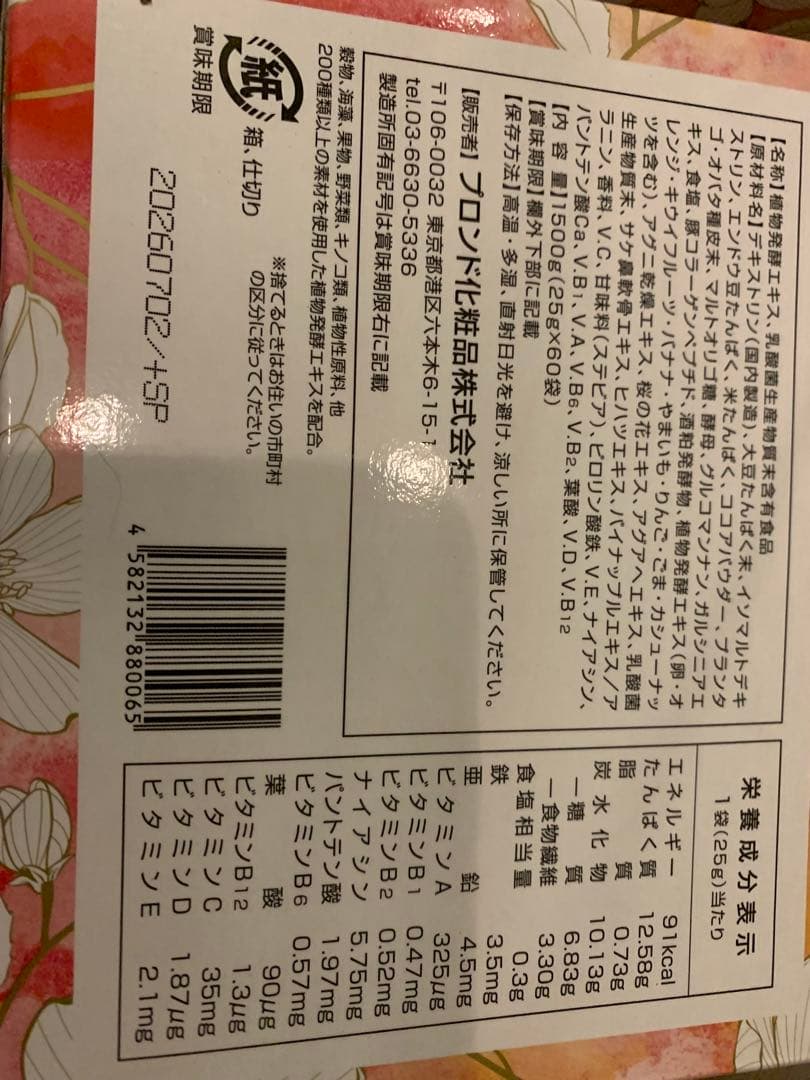 【名称】植物発酵エキス、乳酸菌生産物質末含有食品
【原材料名】デキストリン(国内製造)、大豆たんぱく末、イソマルトデキ
ストリン、エンドウ豆たんぱく、米たんぱく、ココアパウダー、プランタ
ゴ・オバタ種皮末、マルトオリゴ糖、酵母、グルコマンナン、ガルシニアエ
キス、食塩、豚コラーゲンペプチド、酒粕発酵物、植物発酵エキス(卵・オ
レンジ・キウイフルーツ・バナナ・やまいも・りんご・ごま・カシューナッ
ツを含む)、アグニ乾燥エキス、桜の花エキス、アグアヘエキス、乳酸菌
生産物質末、サケ鼻軟骨エキス、ヒハツエキス、パイナップルエキス/ア
ラニン、香料、V.C、甘味料(ステビア)、ピロリン酸鉄、V.E、ナイアシン、
パントテン酸Ca、V.B1、V.A、V.B6、V.B2、葉酸、V.D、V.B12
【内容量】1500g(25g×60袋)
【賞味期限】欄外下部に記載
【保存方法】高温・多湿、直射日光を避け、涼しい所に保管してください。
【販売者】ブロンド化粧品株式会社
〒106-0032 東京都港区六本木6-15-1
tel.03-6630-5336
製造所固有記号は賞味期限右に記載
穀物、海藻、果物、野菜類、キノコ類、植物性原料、他
200種類以上の素材を使用した植物発酵エキスを配合。
紙
箱、仕切り
※捨てるときはお住いの市町村
の区分に従ってください。
賞味期限
20260702/+SP
4 582132 880065
栄養成分表示
1袋(25g)当たり
エネルギー 91kcal
たんぱく質 12.58g
脂質 0.73g
炭水化物 10.13g
―糖質 6.83g
―食物繊維 3.30g
食塩相当量 0.3g
鉄 3.5mg
亜鉛 4.5mg
ビタミンA 325μg
ビタミンB1 0.47mg
ビタミンB2 0.52mg
ナイアシン 5.75mg
パントテン酸 1.97mg
ビタミンB6 0.57mg
葉酸 90μg
ビタミンB12 1.3μg
ビタミンC 35mg
ビタミンD 1.87μg
ビタミンE 2.1mg